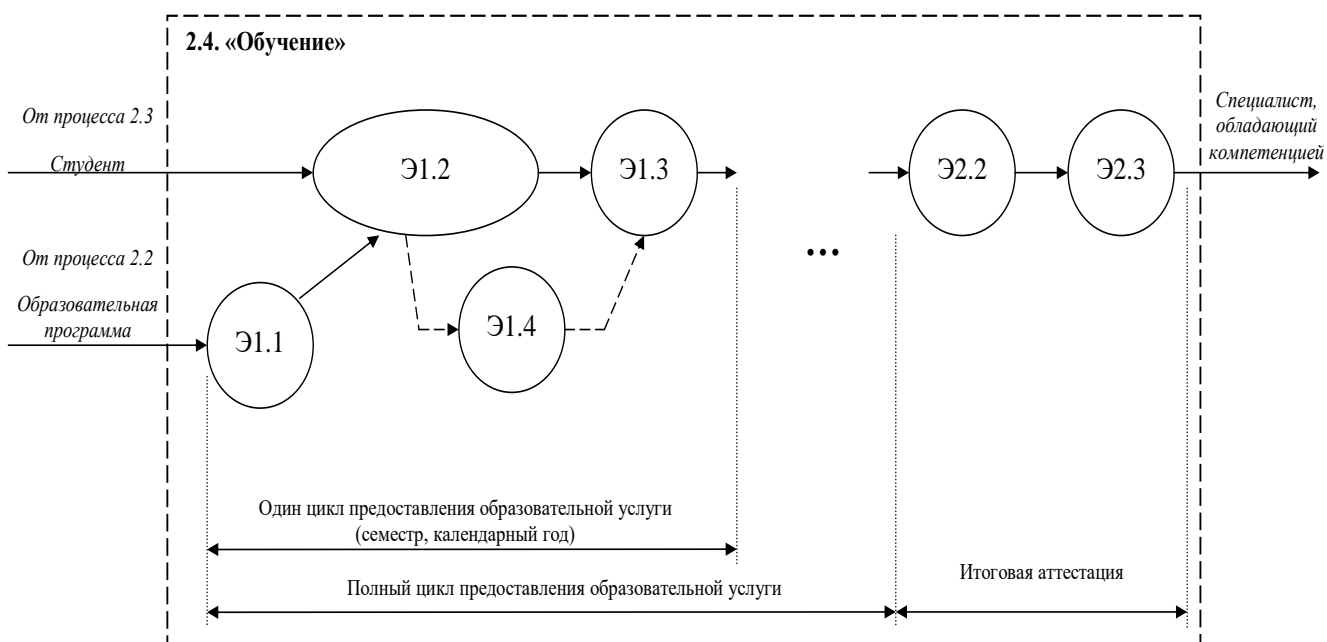 2.4. «Обучение»
От процесса 2.3
Студент
Э1.2
Э1.3
Э2.2
Э2.3
Специалист,
обладающий
компетенцией
От процесса 2.2
Образовательная
программа
Э1.1
Э1.4
...
Один цикл предоставления образовательной услуги
(семестр, календарный год)
Полный цикл предоставления образовательной услуги
Итоговая аттестация